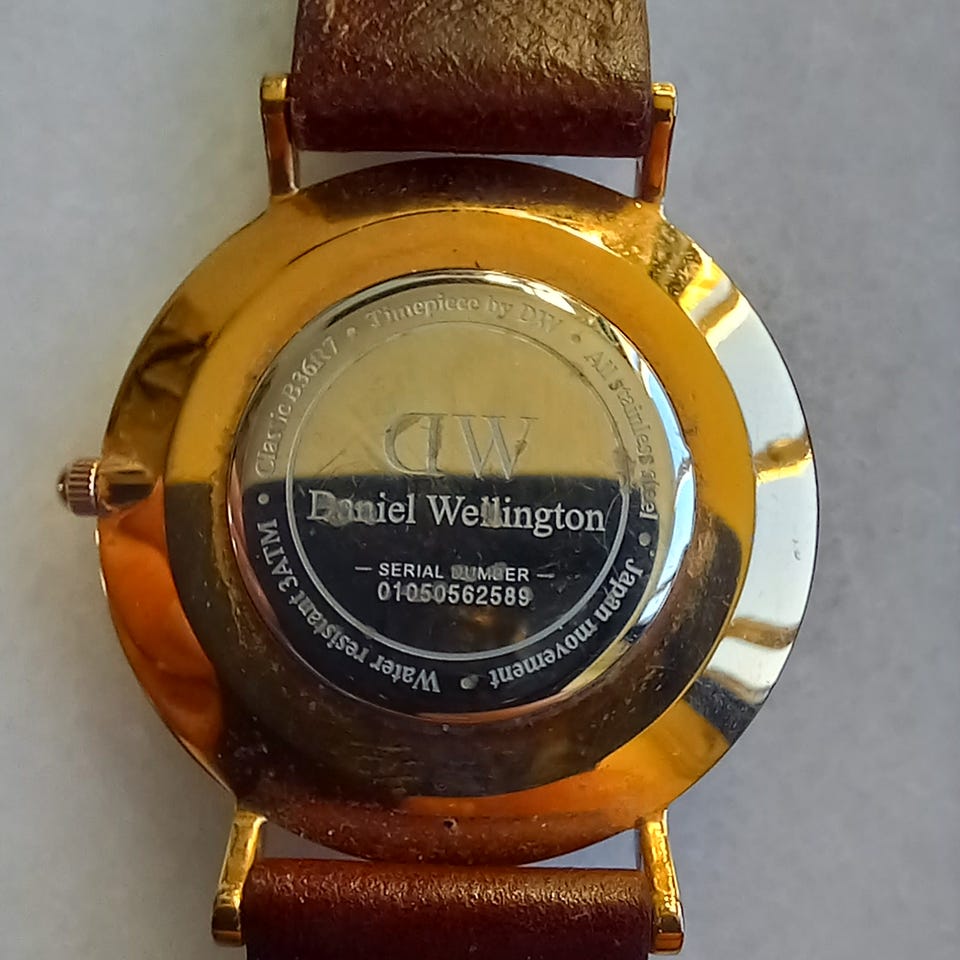 Timepiece by DW • All stainless steel • Japan movement • Water resistant 3ATM • Classic B36R7 •
DW
Daniel Wellington
SERIAL NUMBER
01050562589